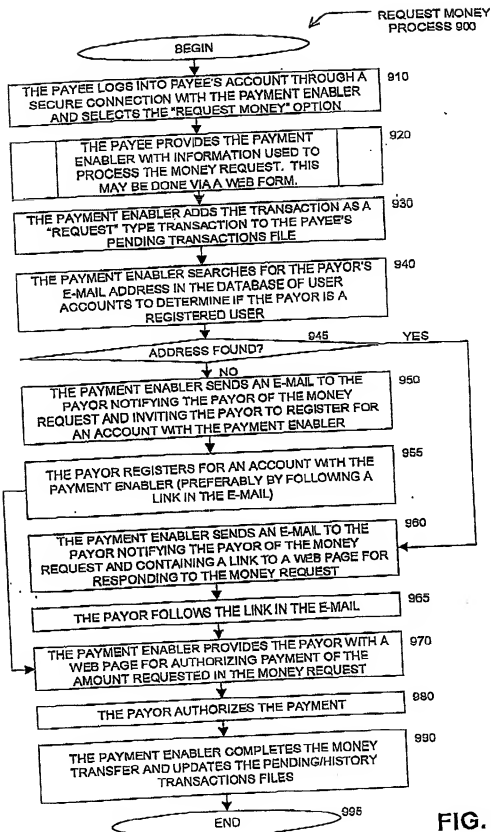 REQUEST MONEY
PROCESS 900
BEGIN
910
THE PAYEE LOGS INTO PAYEE'S ACCOUNT THROUGH A
SECURE CONNECTION WITH THE PAYMENT ENABLER
AND SELECTS THE "REQUEST MONEY" OPTION
920
THE PAYEE PROVIDES THE PAYMENT
ENABLER WITH INFORMATION USED TO
PROCESS THE MONEY REQUEST. THIS
MAY BE DONE VIA A WEB FORM.
930
THE PAYMENT ENABLER ADDS THE TRANSACTION AS A
"REQUEST" TYPE TRANSACTION TO THE PAYEE'S
PENDING TRANSACTIONS FILE
940
THE PAYMENT ENABLER SEARCHES FOR THE PAYOR'S
E-MAIL ADDRESS IN THE DATABASE OF USER
ACCOUNTS TO DETERMINE IF THE PAYOR IS A
REGISTERED USER
945
YES
ADDRESS FOUND?
NO
950
THE PAYMENT ENABLER SENDS AN E-MAIL TO THE
PAYOR NOTIFYING THE PAYOR OF THE MONEY
REQUEST AND INVITING THE PAYOR TO REGISTER FOR
AN ACCOUNT WITH THE PAYMENT ENABLER
955
THE PAYOR REGISTERS FOR AN ACCOUNT WITH THE
PAYMENT ENABLER (PREFERABLY BY FOLLOWING A
LINK IN THE E-MAIL)
960
THE PAYMENT ENABLER SENDS AN E-MAIL TO THE
PAYOR NOTIFYING THE PAYOR OF THE MONEY
REQUEST AND CONTAINING A LINK TO A WEB PAGE FOR
RESPONDING TO THE MONEY REQUEST
965
THE PAYOR FOLLOWS THE LINK IN THE E-MAIL
970
THE PAYMENT ENABLER PROVIDES THE PAYOR WITH A
WEB PAGE FOR AUTHORIZING PAYMENT OF THE
AMOUNT REQUESTED IN THE MONEY REQUEST
980
THE PAYOR AUTHORIZES THE PAYMENT
990
THE PAYMENT ENABLER COMPLETES THE MONEY
TRANSFER AND UPDATES THE PENDING/HISTORY
TRANSACTIONS FILES
995
END
FIG.